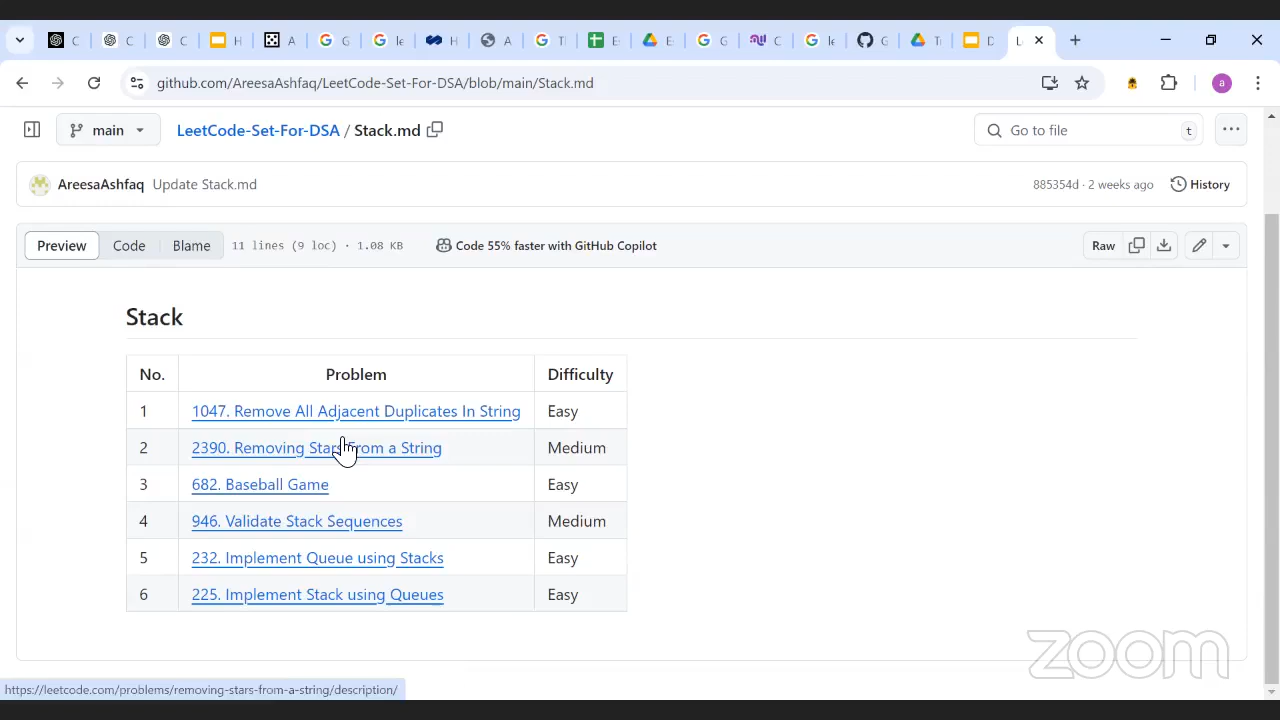 C
C
C
H
A
G
le
H
A
T
E
E
G
C
le
G
T
D
L
github.com/AreesaAshfaq/LeetCode-Set-For-DSA/blob/main/Stack.md
a
main
LeetCode-Set-For-DSA / Stack.md
Go to file
t
AreesaAshfaq Update Stack.md
885354d · 2 weeks ago
History
Preview Code Blame
11 lines (9 loc) · 1.08 KB
Code 55% faster with GitHub Copilot
Raw
Stack
No. Problem Difficulty
1 1047. Remove All Adjacent Duplicates In String Easy
2 2390. Removing Stars From a String Medium
3 682. Baseball Game Easy
4 946. Validate Stack Sequences Medium
5 232. Implement Queue using Stacks Easy
6 225. Implement Stack using Queues Easy
zoom
https://leetcode.com/problems/removing-stars-from-a-string/description/